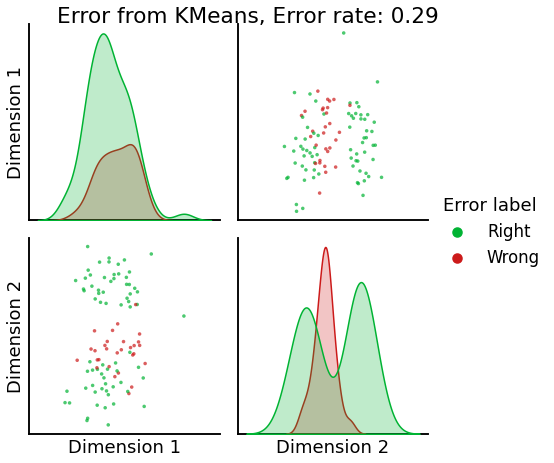 Error from KMeans, Error rate: 0.29
Dimension 1
Error label
Right
Wrong
Dimension 2
Dimension 1
Dimension 2